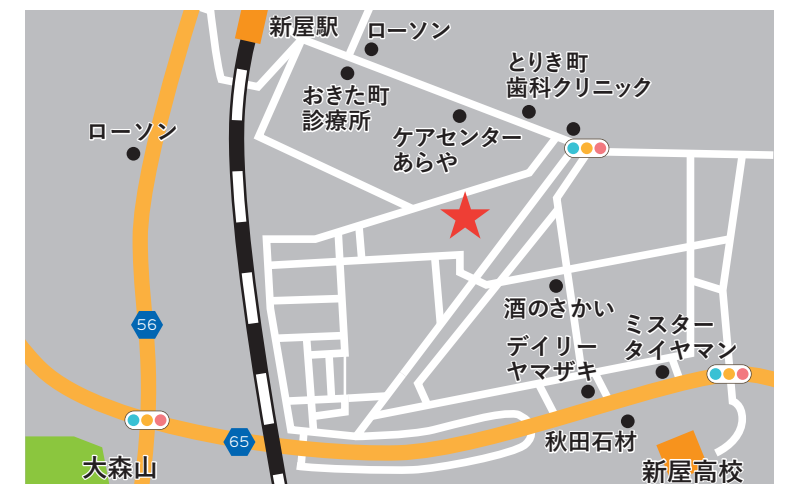 新屋駅
ローソン
とりき町
歯科クリニック
おきた町
診療所
ローソン
ケアセンター
あらや
酒のさかい
56
ミスター
タイヤマン
デイリー
ヤマザキ
65
秋田石材
大森山
新屋高校